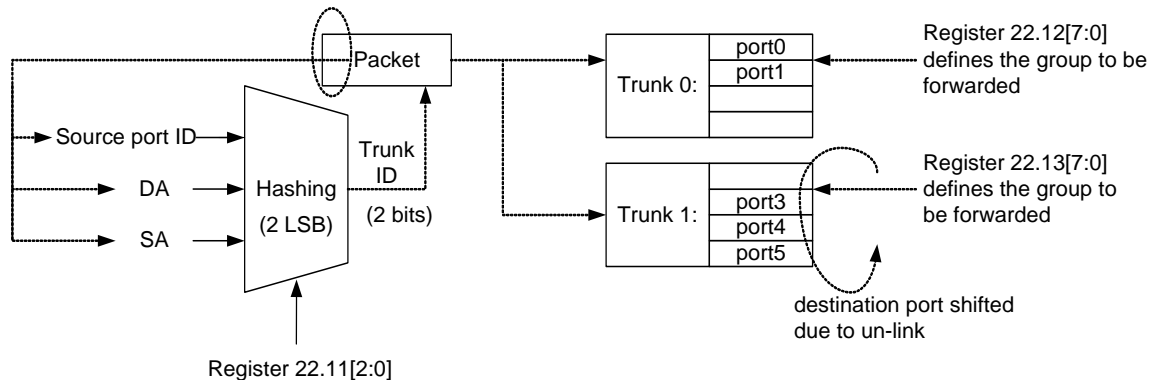 Packet
Source port ID
DA
SA
Hashing
(2 LSB)
Trunk
ID
(2 bits)
Register 22.11[2:0]
Trunk 0:
port0
port1
Register 22.12[7:0]
defines the group to be
forwarded
Trunk 1:
port3
port4
port5
Register 22.13[7:0]
defines the group to
be forwarded
destination port shifted
due to un-link